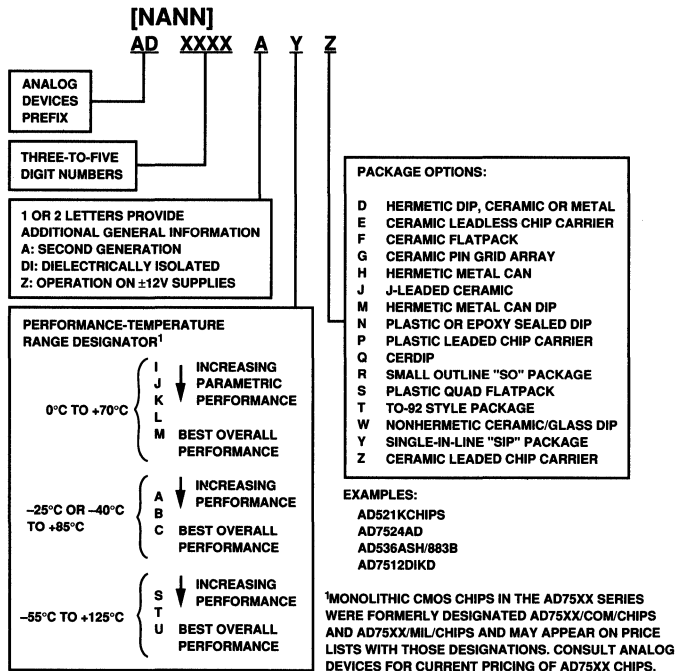 [NANN]
AD XXXX A Y Z
ANALOG
DEVICES
PREFIX
THREE-TO-FIVE
DIGIT NUMBERS
1 OR 2 LETTERS PROVIDE
ADDITIONAL GENERAL INFORMATION
A: SECOND GENERATION
DI: DIELECTRICALLY ISOLATED
Z: OPERATION ON ±12V SUPPLIES
PERFORMANCE-TEMPERATURE
RANGE DESIGNATOR¹
0°C TO +70°C
I
J
K
L
M
INCREASING
PARAMETRIC
PERFORMANCE
BEST OVERALL
PERFORMANCE
–25°C OR –40°C
TO +85°C
A
B
C
INCREASING
PERFORMANCE
BEST OVERALL
PERFORMANCE
–55°C TO +125°C
S
T
U
INCREASING
PERFORMANCE
BEST OVERALL
PERFORMANCE
PACKAGE OPTIONS:
D HERMETIC DIP, CERAMIC OR METAL
E CERAMIC LEADLESS CHIP CARRIER
F CERAMIC FLATPACK
G CERAMIC PIN GRID ARRAY
H HERMETIC METAL CAN
J J-LEADED CERAMIC
M HERMETIC METAL CAN DIP
N PLASTIC OR EPOXY SEALED DIP
P PLASTIC LEADED CHIP CARRIER
Q CERDIP
R SMALL OUTLINE "SO" PACKAGE
S PLASTIC QUAD FLATPACK
T TO-92 STYLE PACKAGE
W NONHERMETIC CERAMIC/GLASS DIP
Y SINGLE-IN-LINE "SIP" PACKAGE
Z CERAMIC LEADED CHIP CARRIER
EXAMPLES:
AD521KCHIPS
AD7524AD
AD536ASH/883B
AD7512DIKD
¹MONOLITHIC CMOS CHIPS IN THE AD75XX SERIES
WERE FORMERLY DESIGNATED AD75XX/COM/CHIPS
AND AD75XX/MIL/CHIPS AND MAY APPEAR ON PRICE
LISTS WITH THOSE DESIGNATIONS. CONSULT ANALOG
DEVICES FOR CURRENT PRICING OF AD75XX CHIPS.